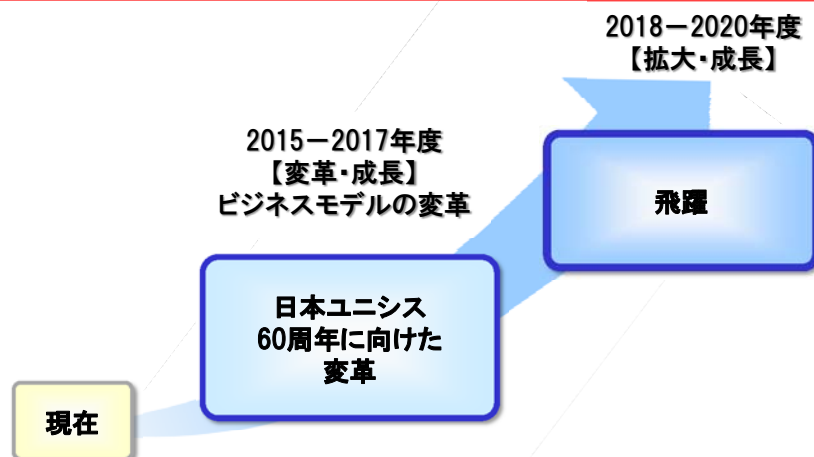 2018－2020年度
【拡大・成長】
2015－2017年度
【変革・成長】
ビジネスモデルの変革
飛躍
日本ユニシス
60周年に向けた
変革
現在